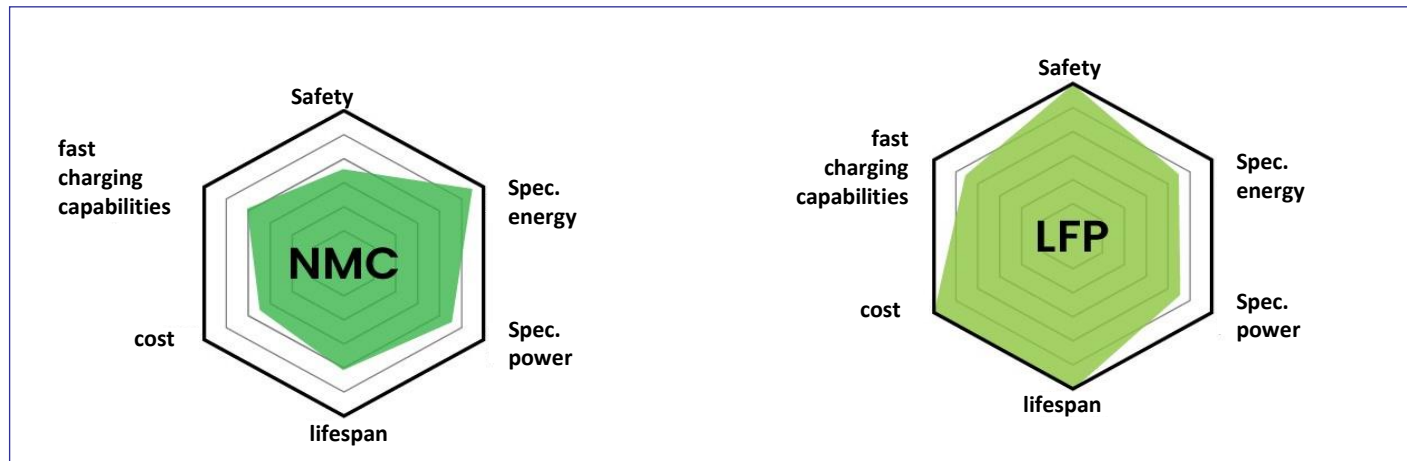 Safety
fast
charging
capabilities
Spec.
energy
NMC
cost
Spec.
power
lifespan
Safety
fast
charging
capabilities
Spec.
energy
LFP
cost
Spec.
power
lifespan